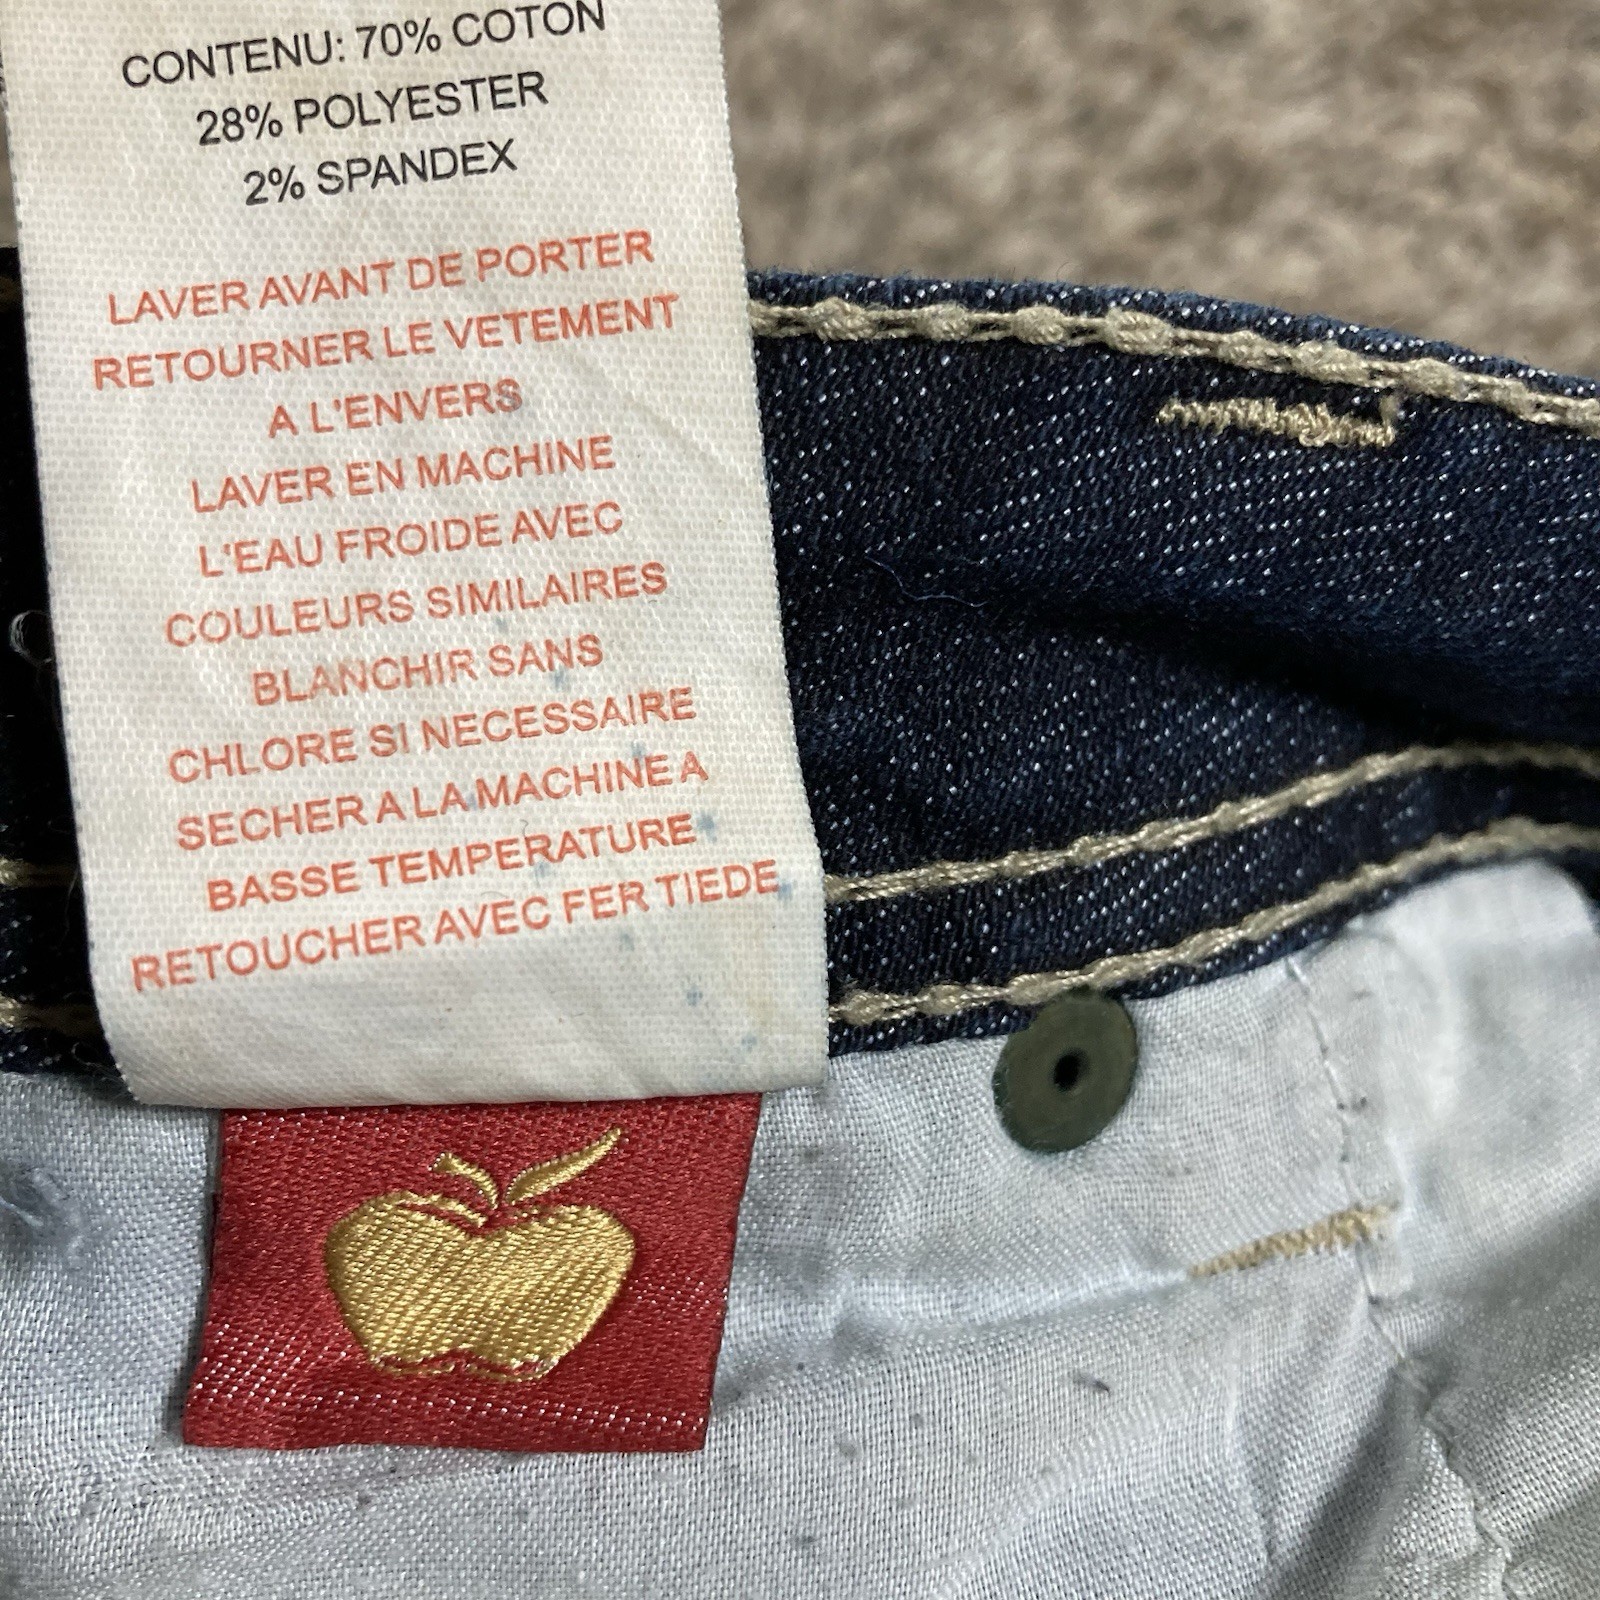 CONTENU: 70% COTON
28% POLYESTER
2% SPANDEX
LAVER AVANT DE PORTER
RETOURNER LE VETEMENT
A L'ENVERS
LAVER EN MACHINE
L'EAU FROIDE AVEC
COULEURS SIMILAIRES
BLANCHIR SANS
CHLORE SI NECESSAIRE
SECHER A LA MACHINE A
BASSE TEMPERATURE
RETOUCHER AVEC FER TIEDE